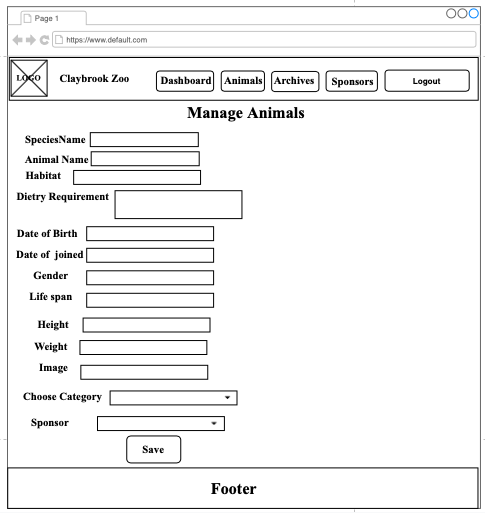 Page 1
https://www.default.com
LOGO Claybrook Zoo Dashboard Animals Archives Sponsors Logout
Manage Animals
SpeciesName
Animal Name
Habitat
Dietry Requirement
Date of Birth
Date of joined
Gender
Life span
Height
Weight
Image
Choose Category
Sponsor
Save
Footer